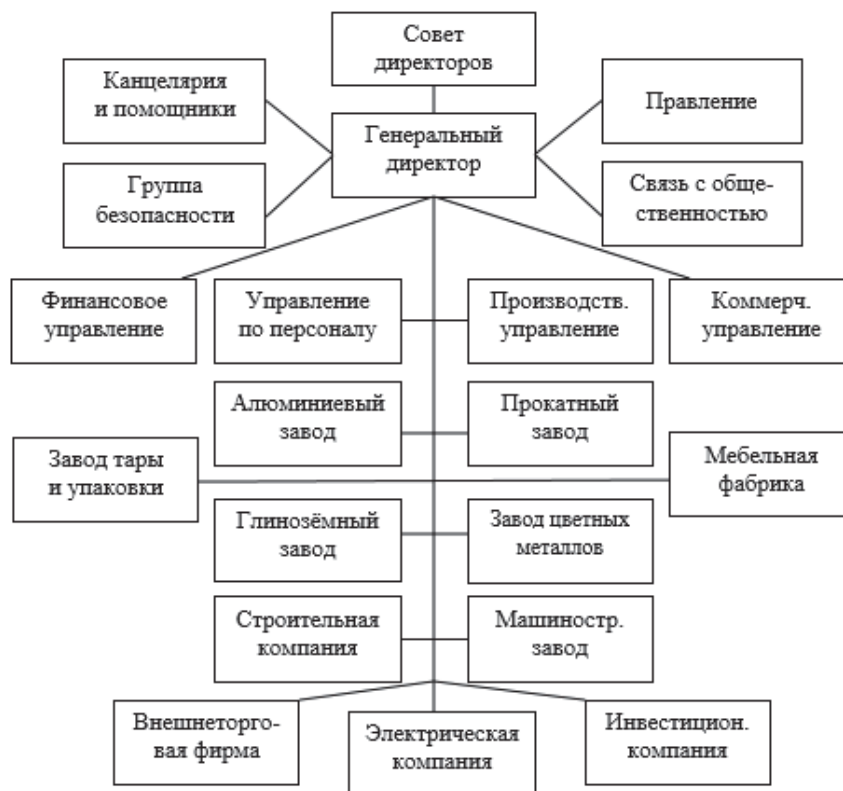 Совет
директоров
Канцелярия
и помощники
Правление
Генеральный
директор
Группа
безопасности
Связь с обще-
ственностью
Финансовое
управление
Управление
по персоналу
Производств.
управление
Коммерч.
управление
Алюминиевый
завод
Прокатный
завод
Завод тары
и упаковки
Мебельная
фабрика
Глинозёмный
завод
Завод цветных
металлов
Строительная
компания
Машиностр.
завод
Внешнеторго-
вая фирма
Электрическая
компания
Инвестицион.
компания